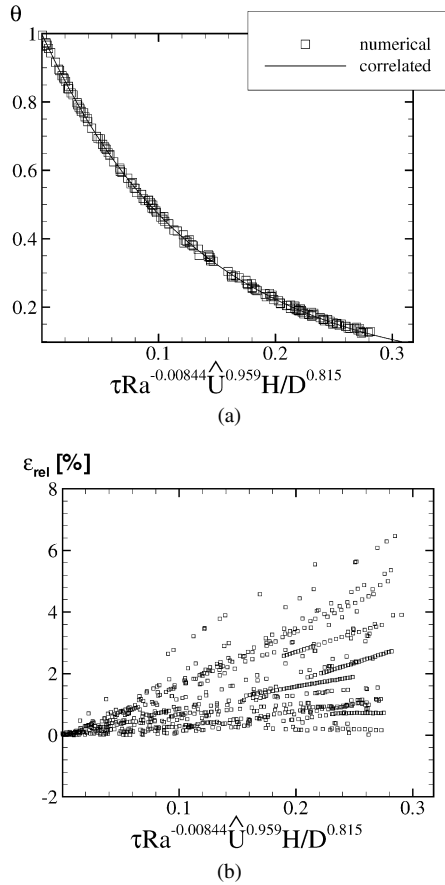 θ
numerical
correlated
1
0.8
0.6
0.4
0.2
0.1 0.2 0.3
τRa^-0.00844 Û^0.959 H/D^0.815
(a)
ε_rel [%]
8
6
4
2
0
-2
0.1 0.2 0.3
τRa^-0.00844 Û^0.959 H/D^0.815
(b)